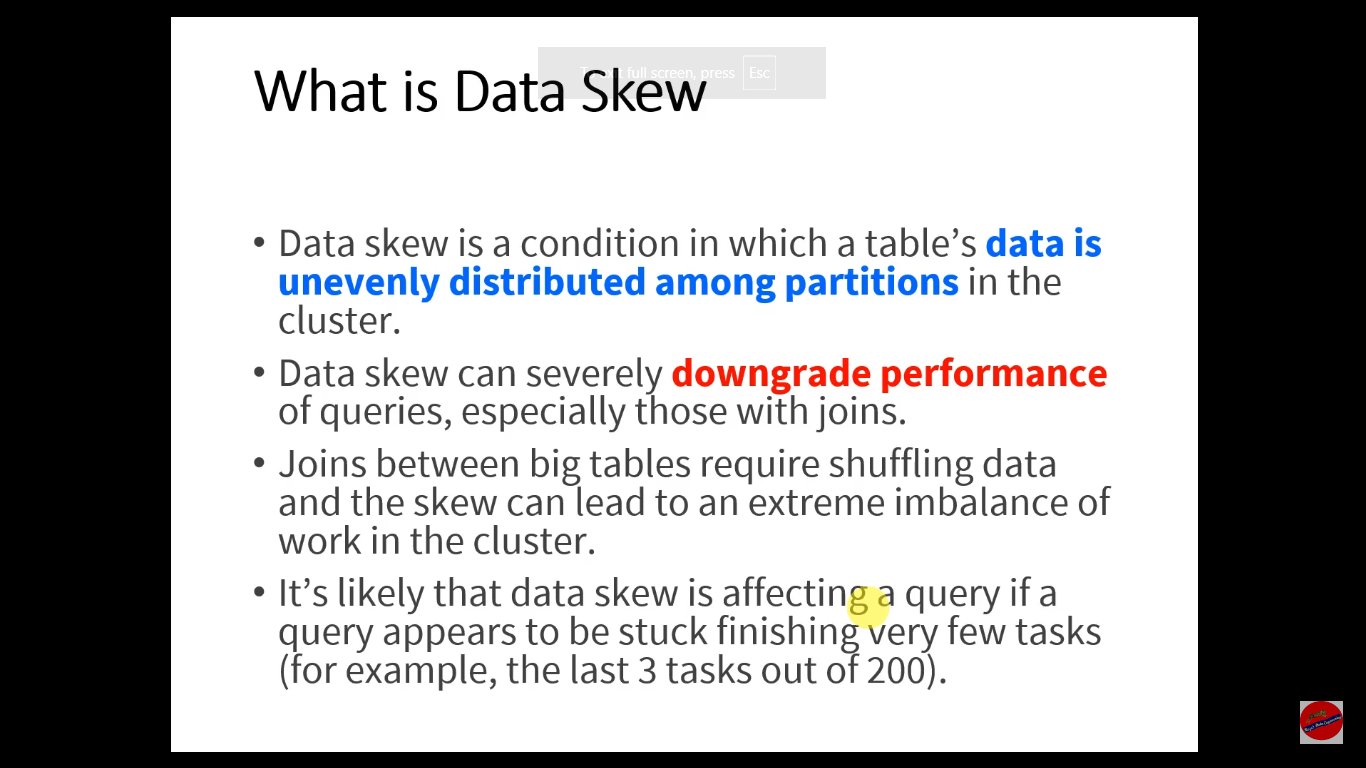 To exit full screen, press Esc
What is Data Skew
• Data skew is a condition in which a table’s data is
unevenly distributed among partitions in the
cluster.
• Data skew can severely downgrade performance
of queries, especially those with joins.
• Joins between big tables require shuffling data
and the skew can lead to an extreme imbalance of
work in the cluster.
• It’s likely that data skew is affecting a query if a
query appears to be stuck finishing very few tasks
(for example, the last 3 tasks out of 200).